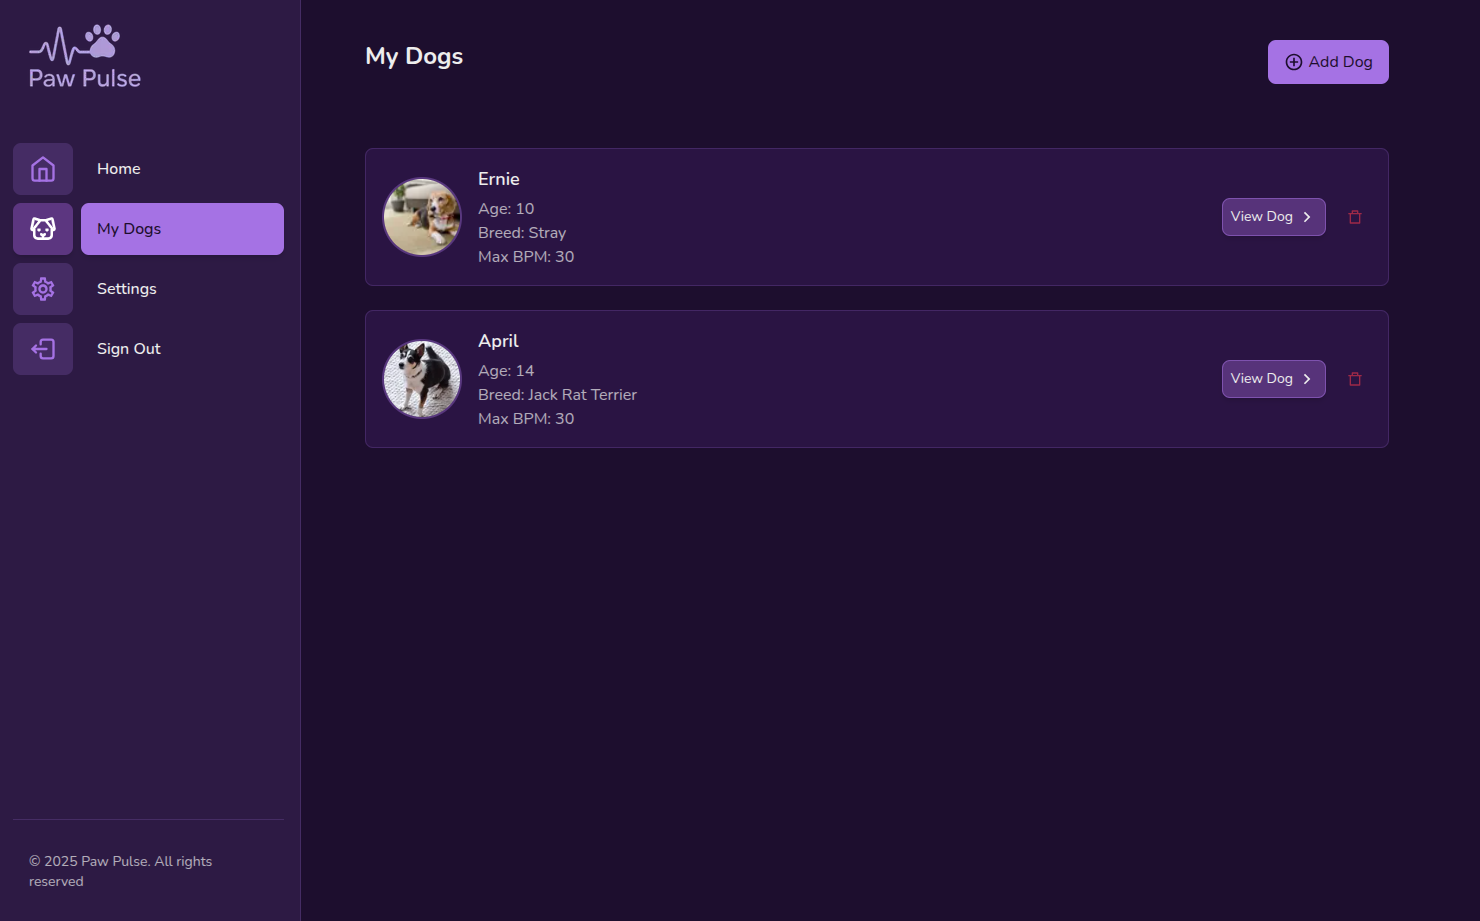 Paw Pulse
Home
My Dogs
Settings
Sign Out
© 2025 Paw Pulse. All rights
reserved
My Dogs
Add Dog
Ernie
Age: 10
Breed: Stray
Max BPM: 30
View Dog
April
Age: 14
Breed: Jack Rat Terrier
Max BPM: 30
View Dog